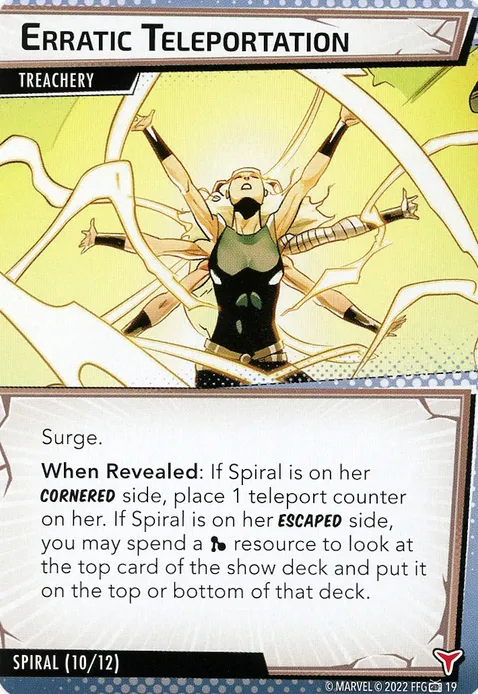 Erratic Teleportation
TREACHERY
Surge.
When Revealed: If Spiral is on her
CORNERED side, place 1 teleport counter
on her. If Spiral is on her ESCAPED side,
you may spend a resource to look at
the top card of the show deck and put it
on the top or bottom of that deck.
SPIRAL (10/12)
© MARVEL © 2022 FFG 19